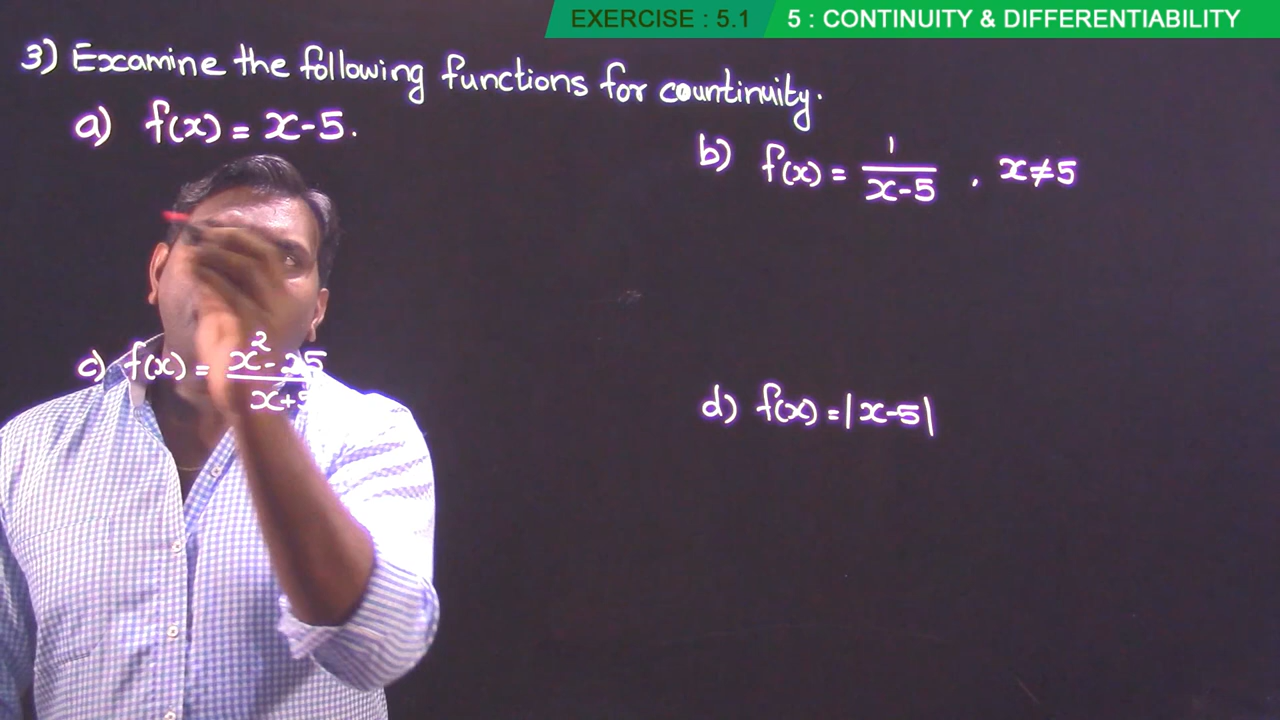 EXERCISE : 5.1
5 : CONTINUITY & DIFFERENTIABILITY
3) Examine the following functions for countinuity.
a) f(x) = x-5.
b) f(x) = 1/(x-5) , x≠5
c) f(x) = (x²-25)/(x+5
d) f(x) = |x-5|